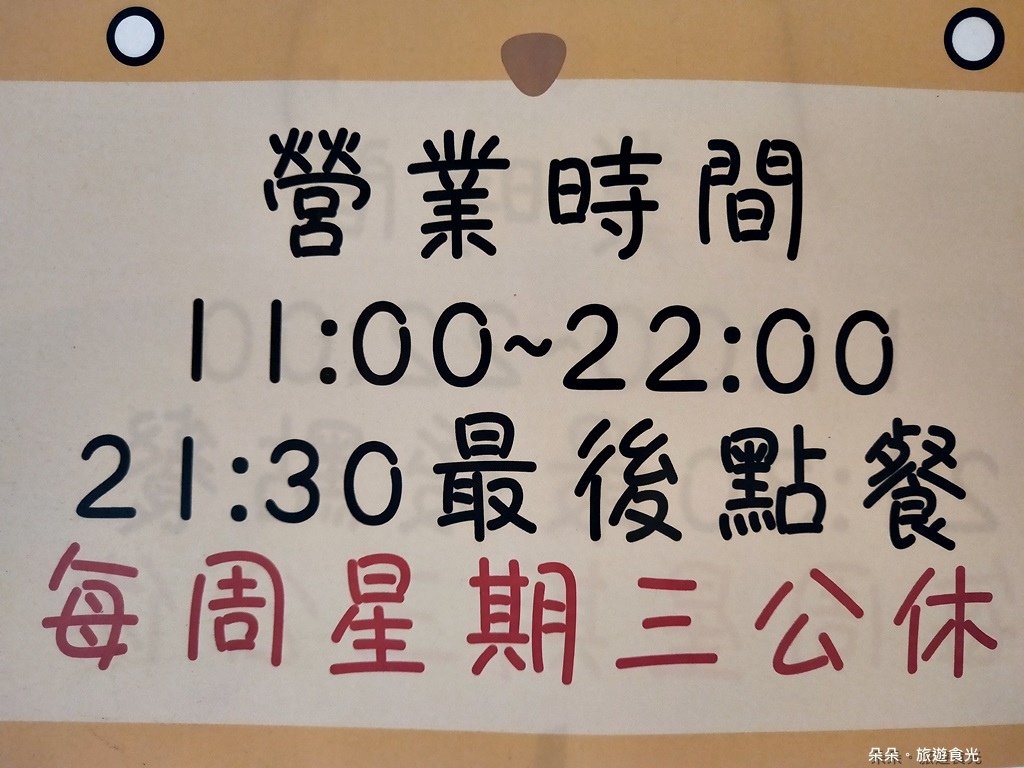 營業時間
11:00~22:00
21:30最後點餐
每周星期三公休
朵朵。旅遊食光